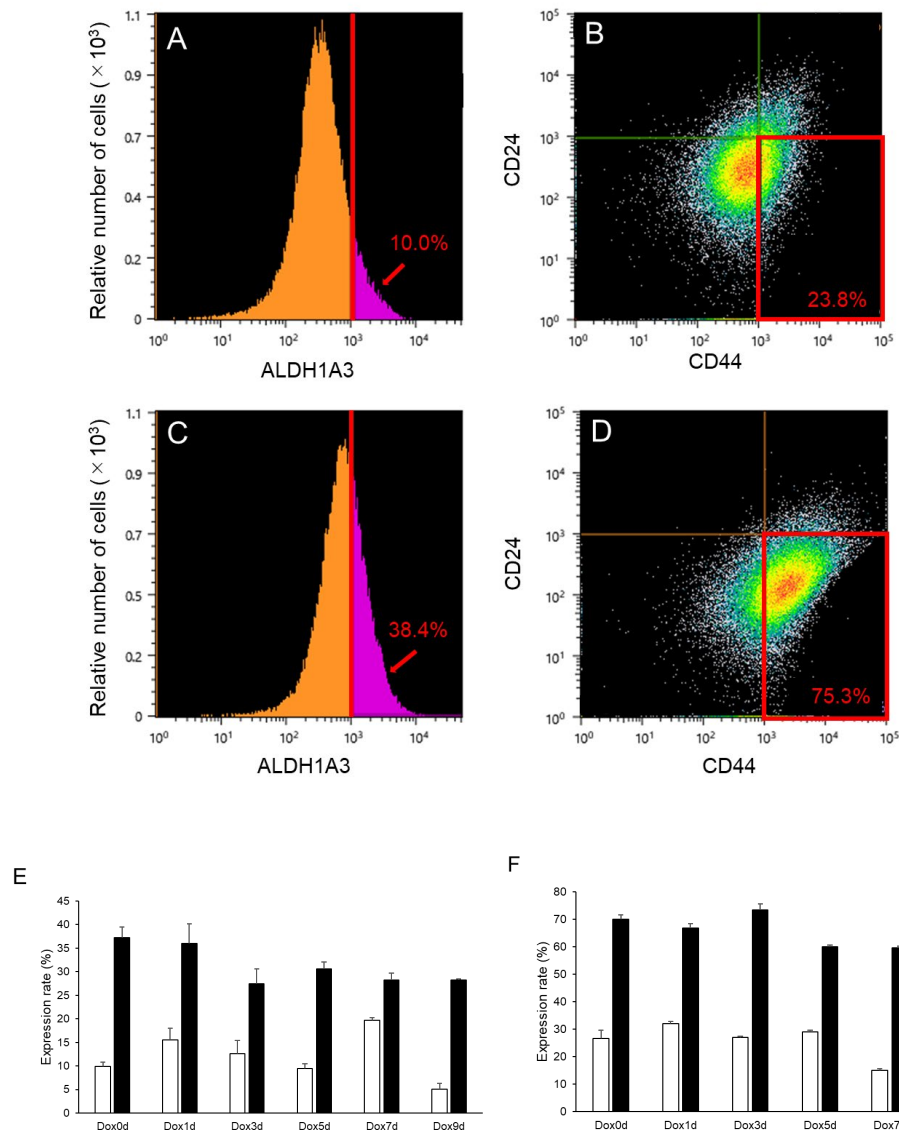 A
Relative number of cells (×10³)
1.1
0.9
0.7
0.4
0.2
0
10.0%
10⁰ 10² 10³ 10⁴
ALDH1A3
B
CD24
10⁵
10⁴
10³
10²
10¹
10⁰
23.8%
10⁰ 10¹ 10² 10³ 10⁴ 10⁵
CD44
C
Relative number of cells (×10³)
1.1
0.9
0.7
0.5
0.2
0
38.4%
10⁰ 10¹ 10² 10³ 10⁴
ALDH1A3
D
CD24
10⁵
10⁴
10³
10²
10¹
10⁰
75.3%
10⁰ 10¹ 10² 10³ 10⁴ 10⁵
CD44
E
Expression rate (%)
45
40
35
30
25
20
15
10
5
0
Dox0d Dox1d Dox3d Dox5d Dox7d Dox9d
F
Expression rate (%)
80
70
60
50
40
30
20
10
0
Dox0d Dox1d Dox3d Dox5d Dox7